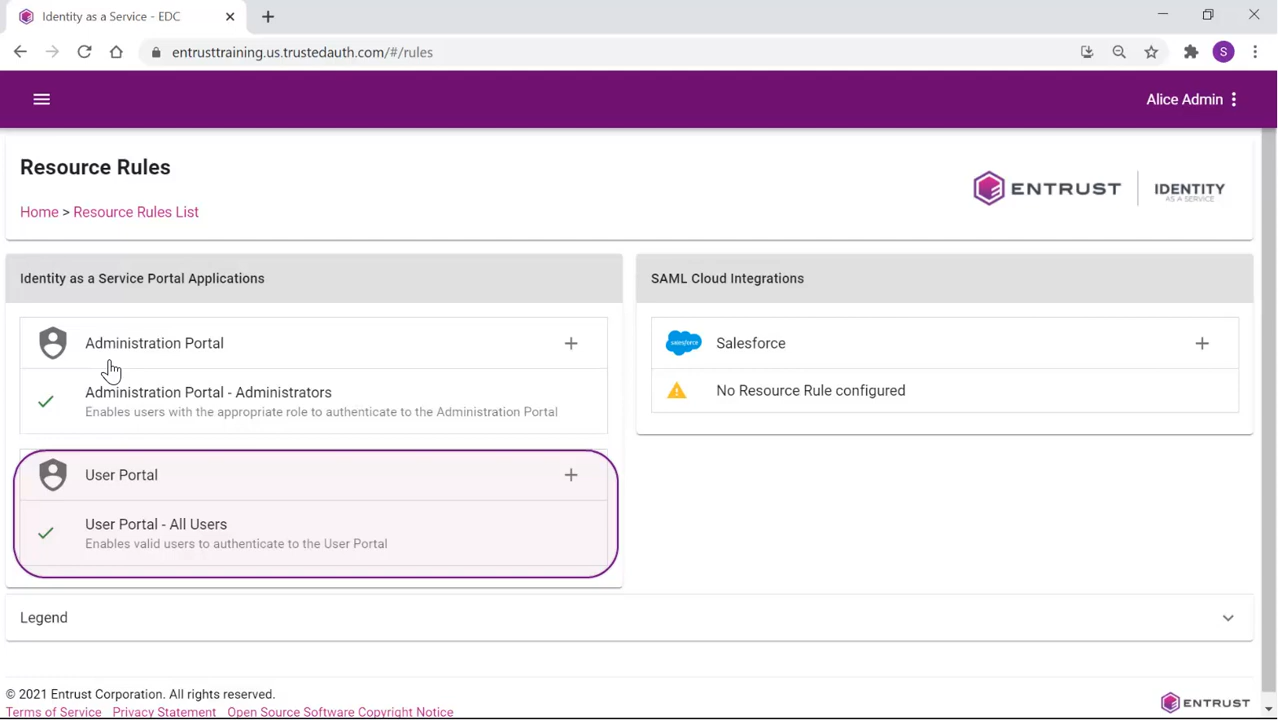 Identity as a Service - EDC
entrusttraining.us.trustedauth.com/#/rules
S
Alice Admin
Resource Rules
Home > Resource Rules List
ENTRUST
IDENTITY
AS A SERVICE
Identity as a Service Portal Applications
Administration Portal
Administration Portal - Administrators
Enables users with the appropriate role to authenticate to the Administration Portal
User Portal
User Portal - All Users
Enables valid users to authenticate to the User Portal
SAML Cloud Integrations
salesforce
Salesforce
No Resource Rule configured
Legend
© 2021 Entrust Corporation. All rights reserved.
Terms of Service Privacy Statement Open Source Software Copyright Notice
ENTRUST